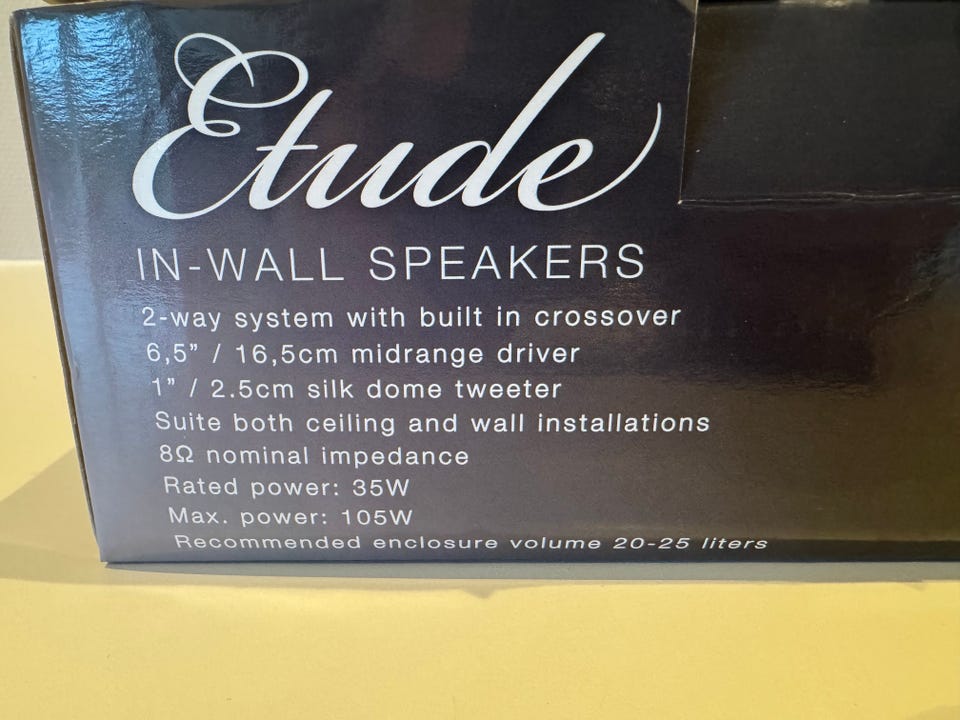 Etude
IN-WALL SPEAKERS
2-way system with built in crossover
6,5” / 16,5cm midrange driver
1” / 2.5cm silk dome tweeter
Suite both ceiling and wall installations
8Ω nominal impedance
Rated power: 35W
Max. power: 105W
Recommended enclosure volume 20-25 liters